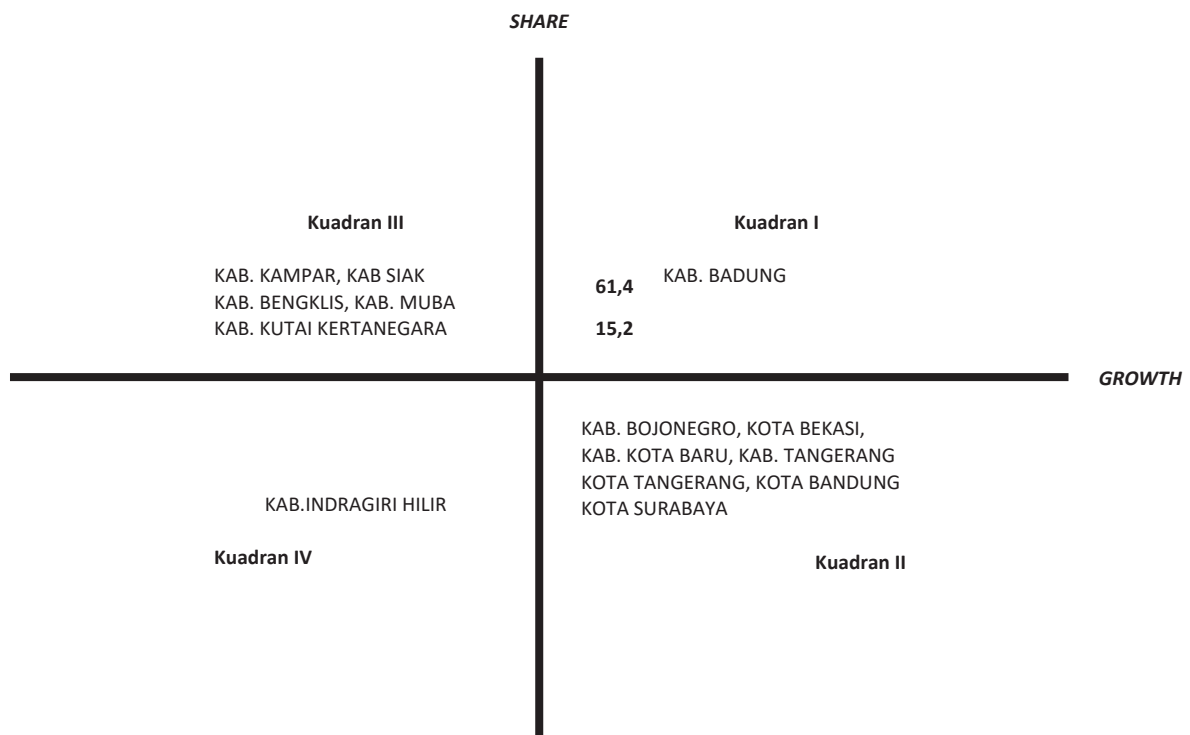 SHARE
Kuadran III
KAB. KAMPAR, KAB SIAK
KAB. BENGKLIS, KAB. MUBA
KAB. KUTAI KERTANEGARA
Kuadran I
61,4
KAB. BADUNG
15,2
GROWTH
KAB.INDRAGIRI HILIR
Kuadran IV
KAB. BOJONEGRO, KOTA BEKASI,
KAB. KOTA BARU, KAB. TANGERANG
KOTA TANGERANG, KOTA BANDUNG
KOTA SURABAYA
Kuadran II